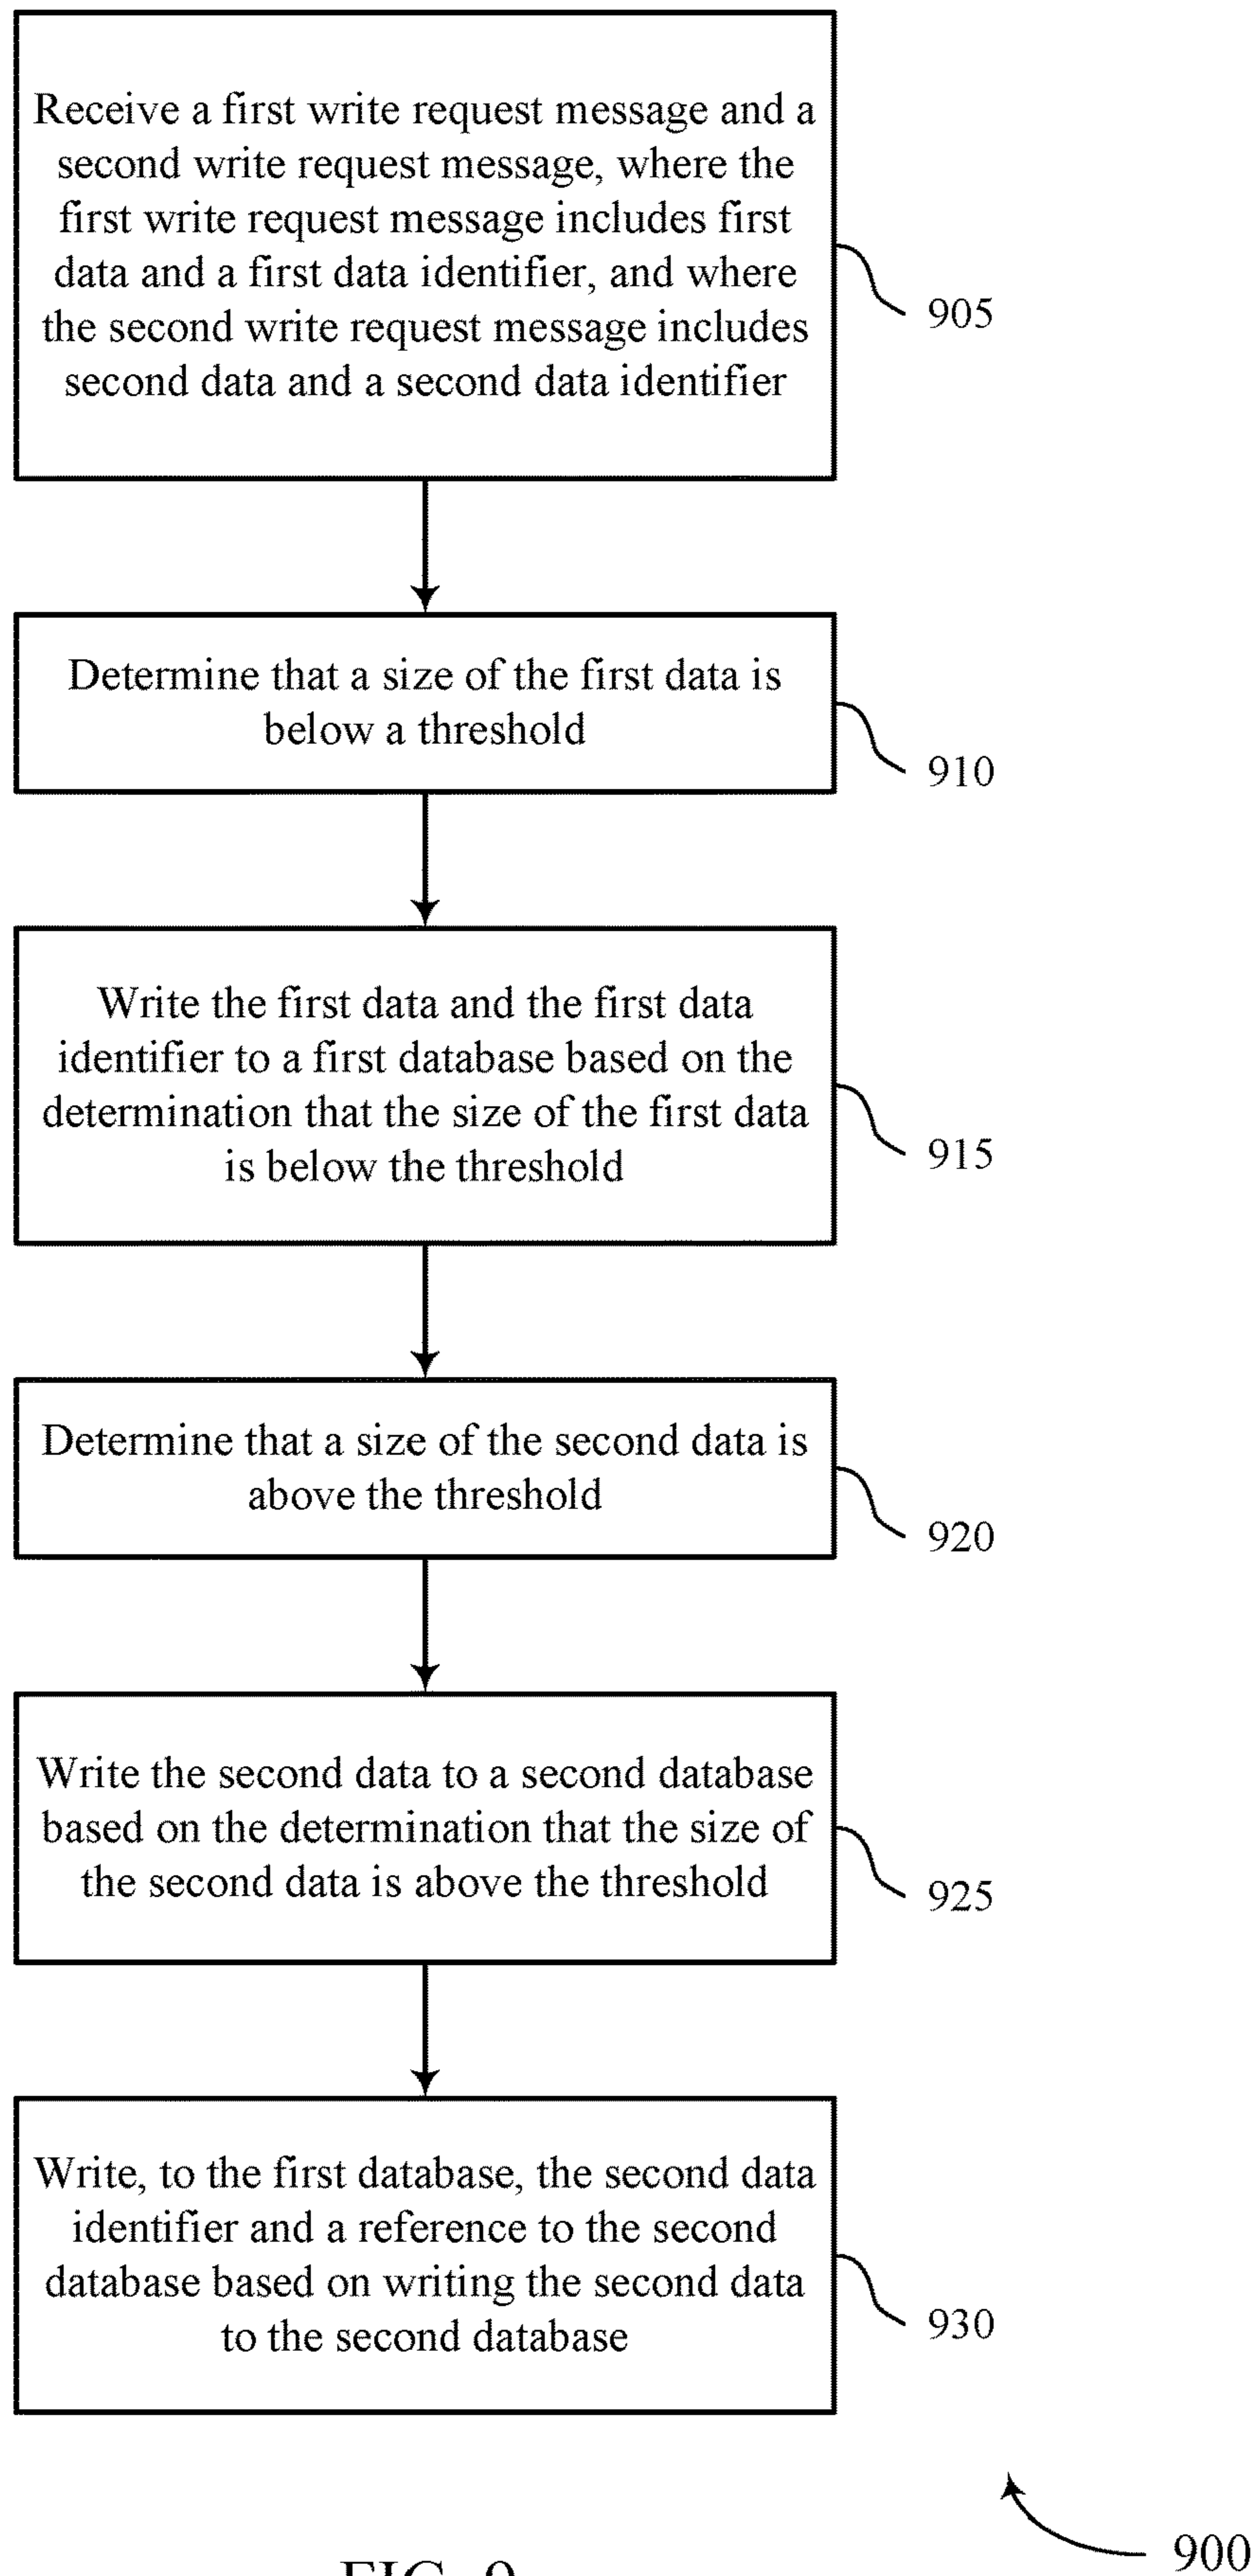 Receive a first write request message and a
second write request message, where the
first write request message includes first
data and a first data identifier, and where
the second write request message includes
second data and a second data identifier
905
Determine that a size of the first data is
below a threshold
910
Write the first data and the first data
identifier to a first database based on the
determination that the size of the first data
is below the threshold
915
Determine that a size of the second data is
above the threshold
920
Write the second data to a second database
based on the determination that the size of
the second data is above the threshold
925
Write, to the first database, the second data
identifier and a reference to the second
database based on writing the second data
to the second database
930
900
FIG. 9